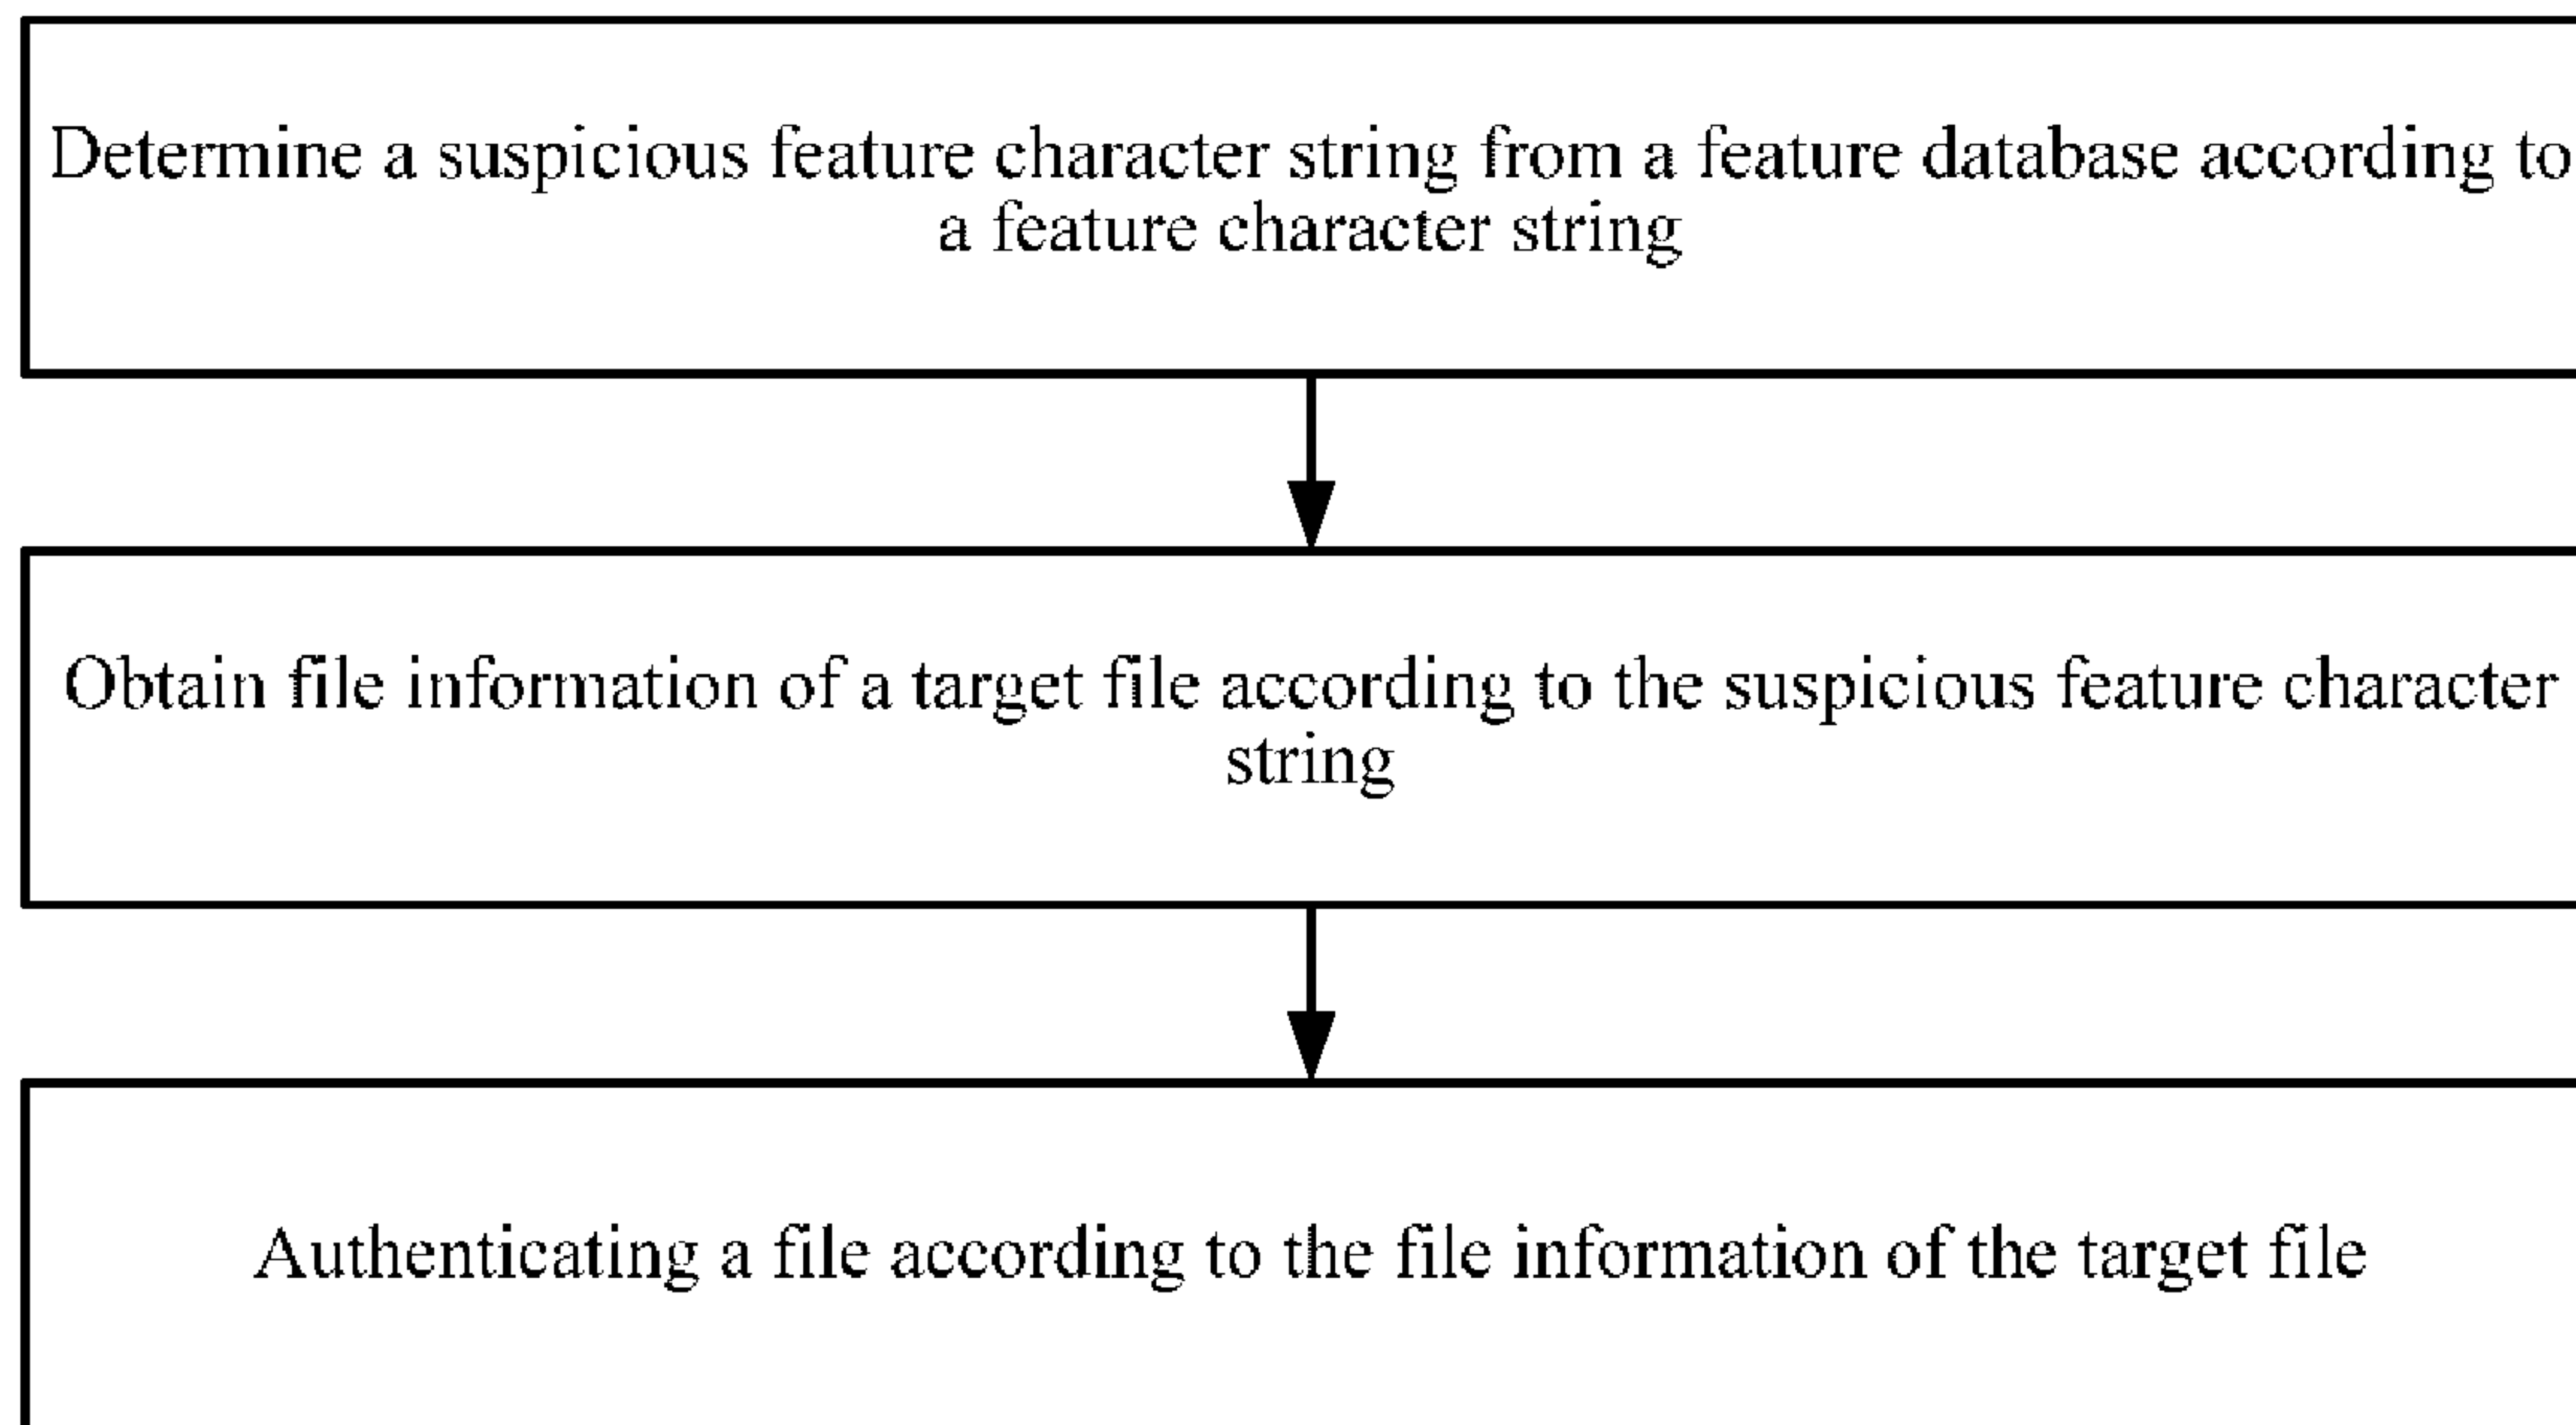 Determine a suspicious feature character string from a feature database according to
a feature character string
Obtain file information of a target file according to the suspicious feature character
string
Authenticating a file according to the file information of the target file